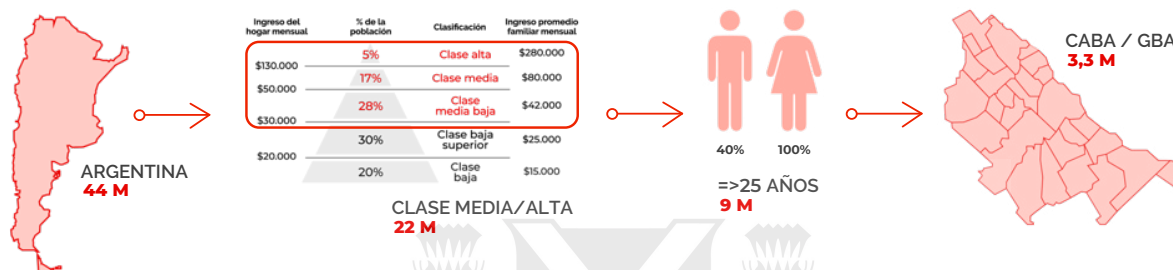 ARGENTINA
44 M
Ingreso del
hogar mensual
% de la
población
Clasificación
Ingreso promedio
familiar mensual
5%
Clase alta
$280.000
$130.000
17%
Clase media
$80.000
$50.000
28%
Clase
media baja
$42.000
$30.000
30%
Clase baja
superior
$25.000
$20.000
20%
Clase
baja
$15.000
CLASE MEDIA/ALTA
22 M
40%
100%
=>25 AÑOS
9 M
CABA / GBA
3,3 M